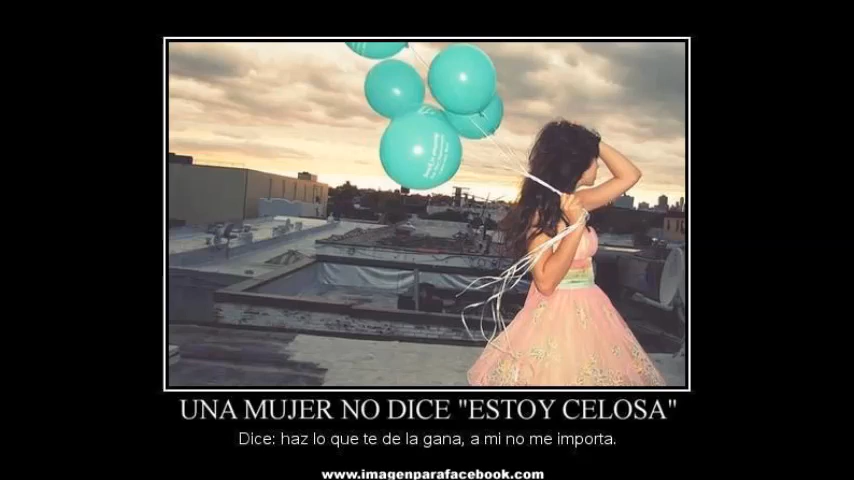 UNA MUJER NO DICE "ESTOY CELOSA"
Dice: haz lo que te de la gana, a mi no me importa.
www.imagenparafacebook.com